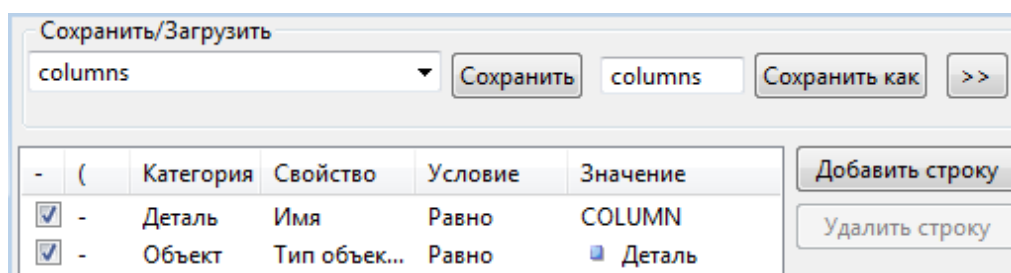 Сохранить/Загрузить
columns Сохранить columns Сохранить как >>
- ( Категория Свойство Условие Значение Добавить строку
- Деталь Имя Равно COLUMN Удалить строку
- Объект Тип объек... Равно Деталь